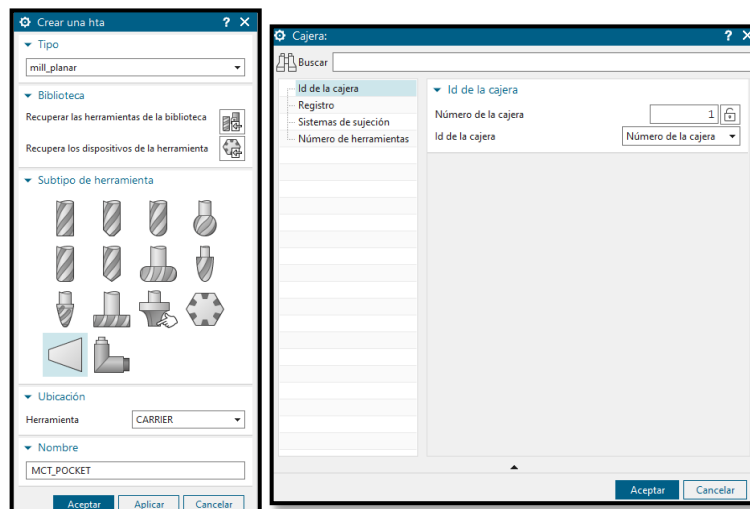 Crear una hta
Tipo
mill_planar
Biblioteca
Recuperar las herramientas de la biblioteca
Recupera los dispositivos de la herramienta
Subtipo de herramienta
Ubicación
Herramienta CARRIER
Nombre
MCT_POCKET
Aceptar Aplicar Cancelar
Cajera:
Buscar
Id de la cajera
Registro
Sistemas de sujeción
Número de herramientas
Id de la cajera
Número de la cajera 1
Id de la cajera Número de la cajera
Aceptar Cancelar